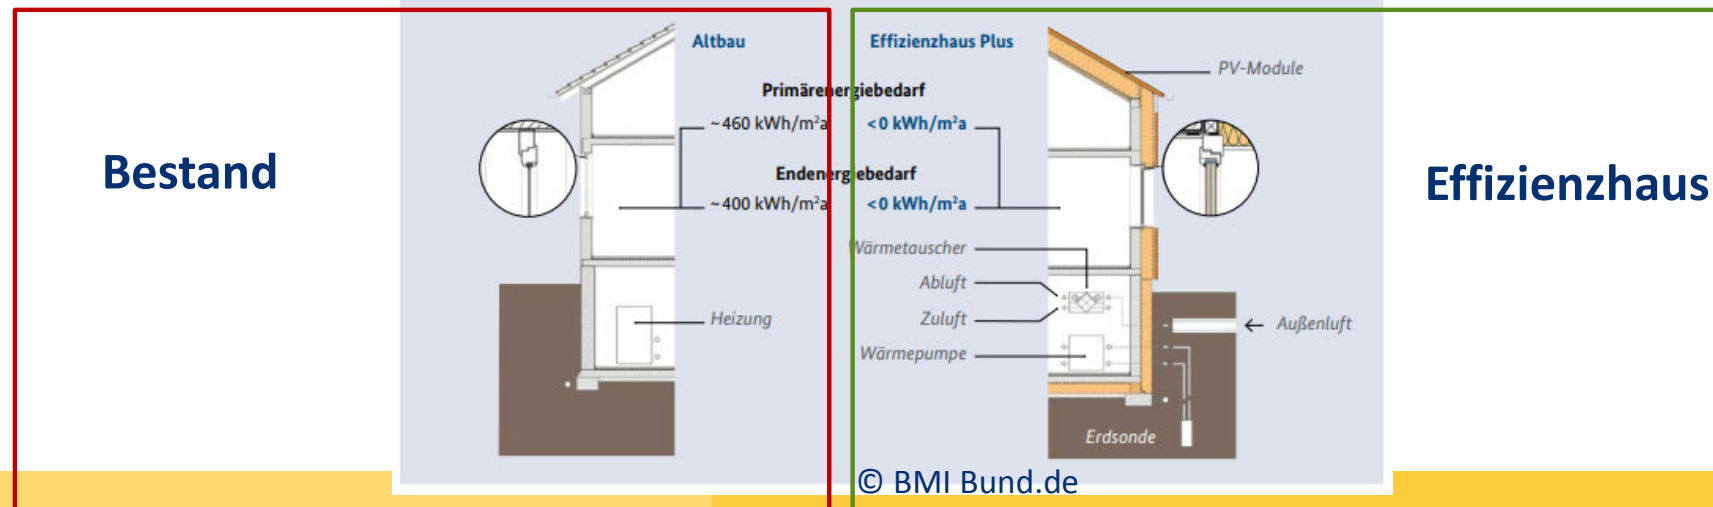 Bestand
Altbau
Effizienzhaus Plus
PV-Module
Primärenergiebedarf
~460 kWh/m²a
<0 kWh/m²a
Endenergiebedarf
~400 kWh/m²a
<0 kWh/m²a
Effizienzhaus
Wärmetauscher
Abluft
Heizung
Zuluft
Außenluft
Wärmepumpe
Erdsonde
© BMI Bund.de